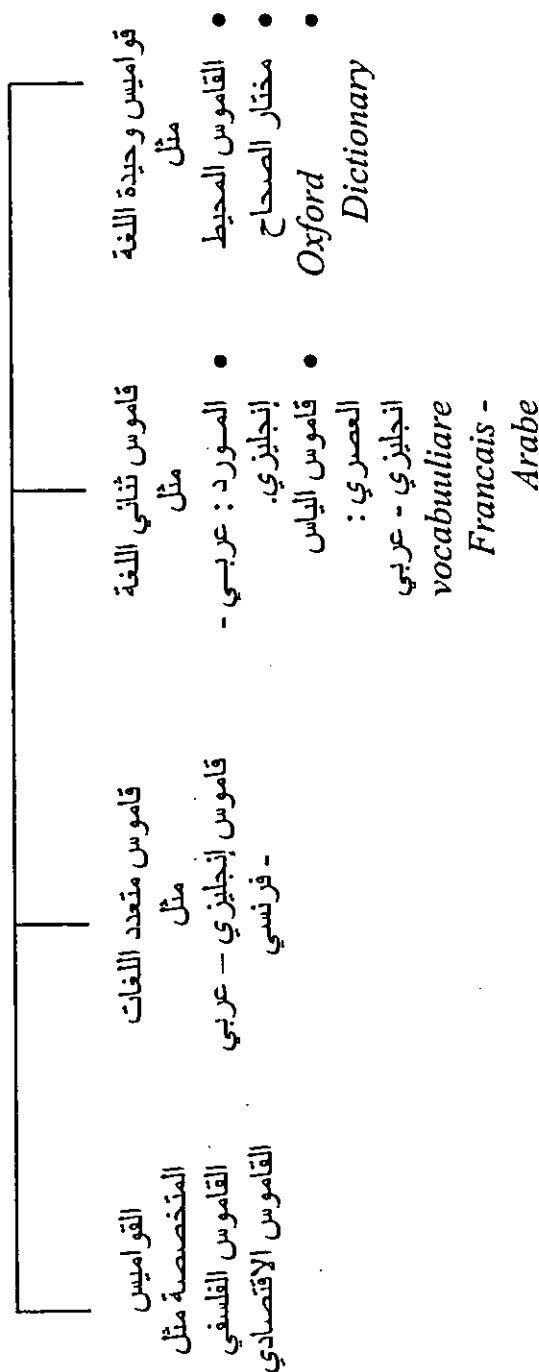 قواميس وحيدة اللغة
مثل
• القاموس المحيط
• مختار الصحاح
• Oxford
Dictionary
قاموس ثنائي اللغة
مثل
• المورد : عربي -
إنجليزي.
• قاموس الياس
العصري :
انجليزي - عربي
vocabuuliare
Francais -
Arabe
قاموس متعدد اللغات
مثل
قاموس إنجليزي – عربي
- فرنسي
القواميس
المتخصصة مثل
القاموس الفلسفي
القاموس الاقتصادي